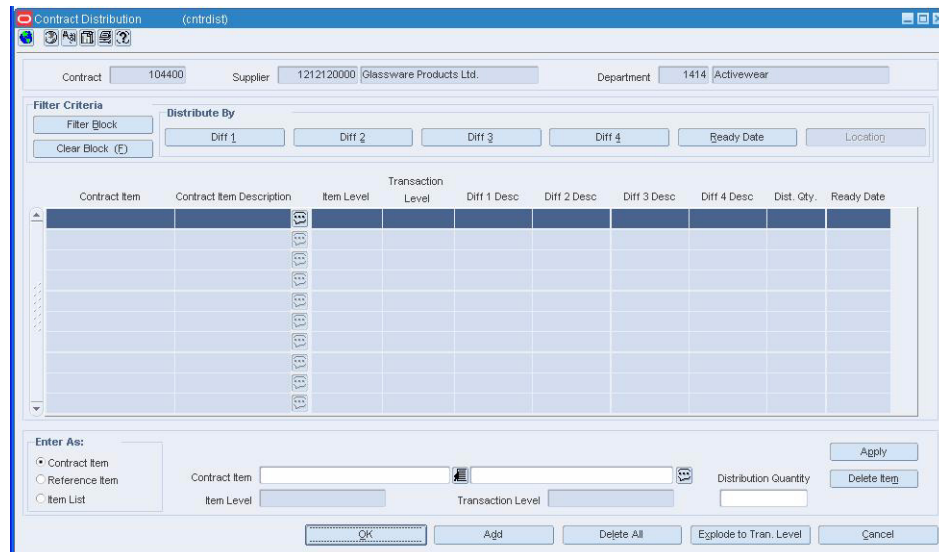 Contract Distribution (cntrdist)
Contract 104400 Supplier 1212120000 Glassware Products Ltd. Department 1414 Activewear
Filter Criteria
Distribute By
Filter Block
Diff 1 Diff 2 Diff 3 Diff 4 Ready Date Location
Clear Block (F)
Transaction
Contract Item Contract Item Description Item Level Level Diff 1 Desc Diff 2 Desc Diff 3 Desc Diff 4 Desc Dist. Qty. Ready Date
Enter As:
Apply
Contract Item
Reference Item Contract Item Distribution Quantity Delete Item
Item List Item Level Transaction Level
OK Add Delete All Explode to Tran. Level Cancel